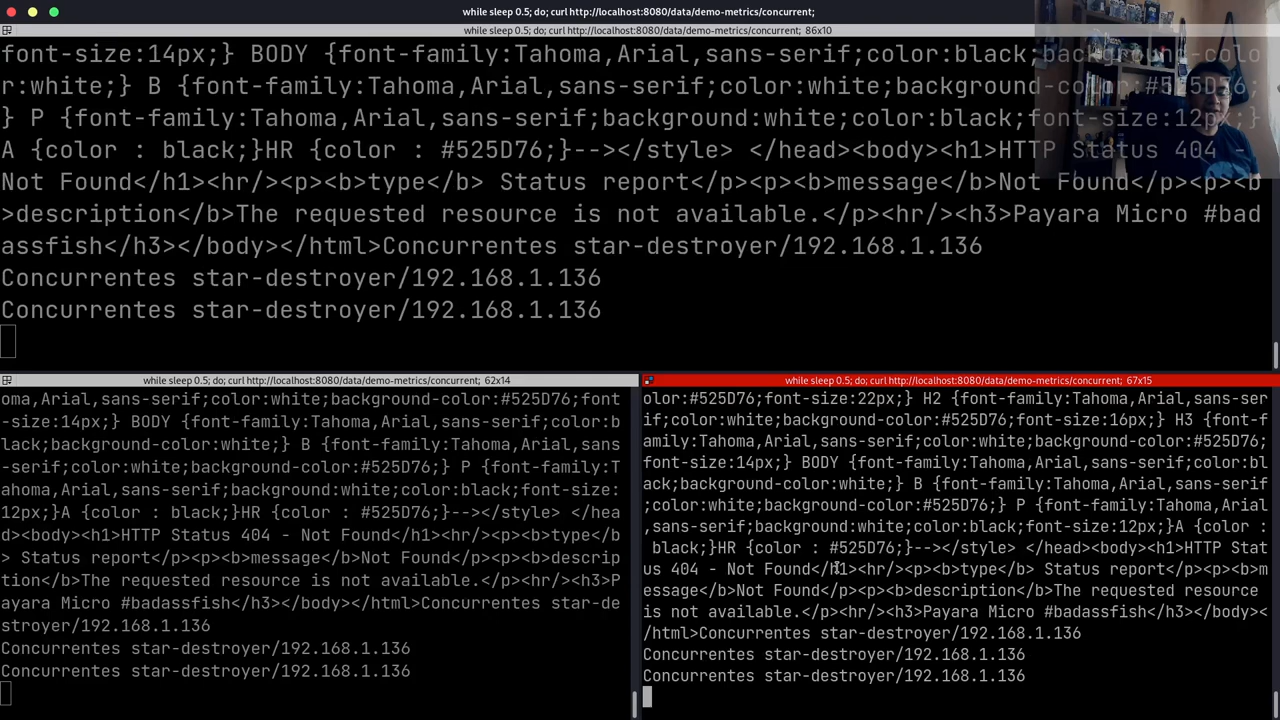 while sleep 0.5; do; curl http://localhost:8080/data/demo-metrics/concurrent;
while sleep 0.5; do; curl http://localhost:8080/data/demo-metrics/concurrent; 86x10
font-size:14px;} BODY {font-family:Tahoma,Arial,sans-serif;color:black;background-colo
r:white;} B {font-family:Tahoma,Arial,sans-serif;color:white;background-color:#525D76;
} P {font-family:Tahoma,Arial,sans-serif;background:white;color:black;font-size:12px;}
A {color : black;}HR {color : #525D76;}--></style> </head><body><h1>HTTP Status 404 -
Not Found</h1><hr/><p><b>type</b> Status report</p><p><b>message</b>Not Found</p><p><b
>description</b>The requested resource is not available.</p><hr/><h3>Payara Micro #bad
assfish</h3></body></html>Concurrentes star-destroyer/192.168.1.136
Concurrentes star-destroyer/192.168.1.136
Concurrentes star-destroyer/192.168.1.136
while sleep 0.5; do; curl http://localhost:8080/data/demo-metrics/concurrent; 62x14
oma,Arial,sans-serif;color:white;background-color:#525D76;font
-size:14px;} BODY {font-family:Tahoma,Arial,sans-serif;color:b
lack;background-color:white;} B {font-family:Tahoma,Arial,sans
-serif;color:white;background-color:#525D76;} P {font-family:T
ahoma,Arial,sans-serif;background:white;color:black;font-size:
12px;}A {color : black;}HR {color : #525D76;}--></style> </hea
d><body><h1>HTTP Status 404 - Not Found</h1><hr/><p><b>type</b
> Status report</p><p><b>message</b>Not Found</p><p><b>descrip
tion</b>The requested resource is not available.</p><hr/><h3>P
ayara Micro #badassfish</h3></body></html>Concurrentes star-de
stroyer/192.168.1.136
Concurrentes star-destroyer/192.168.1.136
Concurrentes star-destroyer/192.168.1.136
while sleep 0.5; do; curl http://localhost:8080/data/demo-metrics/concurrent; 67x15
olor:#525D76;font-size:22px;} H2 {font-family:Tahoma,Arial,sans-ser
if;color:white;background-color:#525D76;font-size:16px;} H3 {font-f
amily:Tahoma,Arial,sans-serif;color:white;background-color:#525D76;
font-size:14px;} BODY {font-family:Tahoma,Arial,sans-serif;color:bl
ack;background-color:white;} B {font-family:Tahoma,Arial,sans-serif
;color:white;background-color:#525D76;} P {font-family:Tahoma,Arial
,sans-serif;background:white;color:black;font-size:12px;}A {color :
 black;}HR {color : #525D76;}--></style> </head><body><h1>HTTP Stat
us 404 - Not Found</h1><hr/><p><b>type</b> Status report</p><p><b>m
essage</b>Not Found</p><p><b>description</b>The requested resource
is not available.</p><hr/><h3>Payara Micro #badassfish</h3></body><
/html>Concurrentes star-destroyer/192.168.1.136
Concurrentes star-destroyer/192.168.1.136
Concurrentes star-destroyer/192.168.1.136